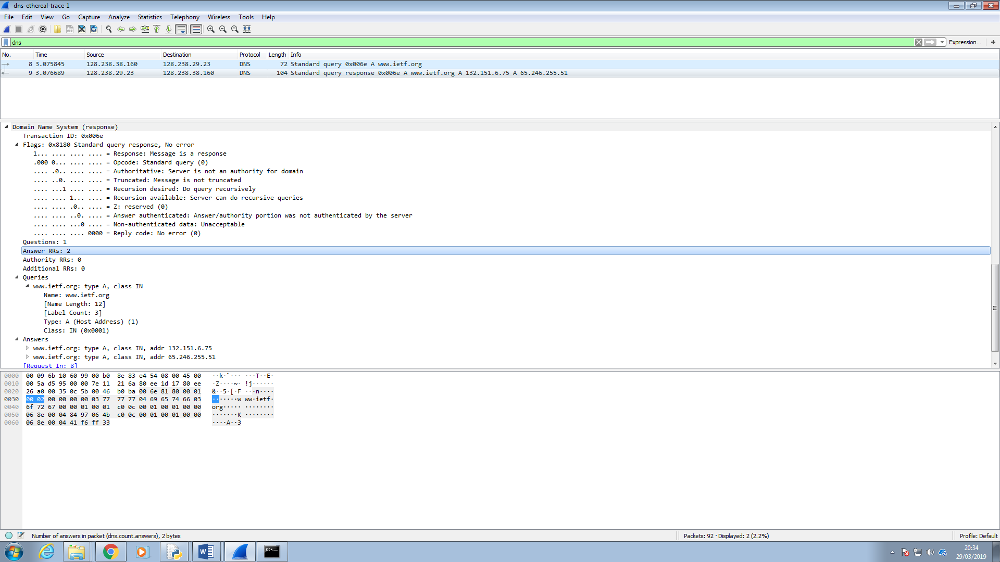 dns-ethereal-trace-1
File Edit View Go Capture Analyze Statistics Telephony Wireless Tools Help
dns
Expression... +
No. Time Source Destination Protocol Length Info
8 3.075845 128.238.38.160 128.238.29.23 DNS 72 Standard query 0x006e A www.ietf.org
9 3.076689 128.238.29.23 128.238.38.160 DNS 104 Standard query response 0x006e A www.ietf.org A 132.151.6.75 A 65.246.255.51
Domain Name System (response)
Transaction ID: 0x006e
Flags: 0x8180 Standard query response, No error
1... .... .... .... = Response: Message is a response
.000 0... .... .... = Opcode: Standard query (0)
.... .0.. .... .... = Authoritative: Server is not an authority for domain
.... ..0. .... .... = Truncated: Message is not truncated
.... ...1 .... .... = Recursion desired: Do query recursively
.... .... 1... .... = Recursion available: Server can do recursive queries
.... .... .0.. .... = Z: reserved (0)
.... .... ..0. .... = Answer authenticated: Answer/authority portion was not authenticated by the server
.... .... ...0 .... = Non-authenticated data: Unacceptable
.... .... .... 0000 = Reply code: No error (0)
Questions: 1
Answer RRs: 2
Authority RRs: 0
Additional RRs: 0
Queries
www.ietf.org: type A, class IN
Name: www.ietf.org
[Name Length: 12]
[Label Count: 3]
Type: A (Host Address) (1)
Class: IN (0x0001)
Answers
www.ietf.org: type A, class IN, addr 132.151.6.75
www.ietf.org: type A, class IN, addr 65.246.255.51
[Request In: 8]
0000 00 09 6b 10 60 99 00 b0 8e 83 e4 54 08 00 45 00 ··k·`··· ···T··E·
0010 00 5a d5 95 00 00 7e 11 21 6a 80 ee 1d 17 80 ee ·Z····~· !j······
0020 26 a0 00 35 0c 5b 00 46 b0 ba 00 6e 81 80 00 01 &··5·[·F ···n····
0030 00 02 00 00 00 00 03 77 77 77 04 69 65 74 66 03 ·······w ww·ietf·
0040 6f 72 67 00 00 01 00 01 c0 0c 00 01 00 01 00 00 org····· ········
0050 06 8e 00 04 84 97 06 4b c0 0c 00 01 00 01 00 00 ·······K ········
0060 06 8e 00 04 41 f6 ff 33 ····A··3
Number of answers in packet (dns.count.answers), 2 bytes
Packets: 92 · Displayed: 2 (2.2%)
Profile: Default
20:34
29/03/2019